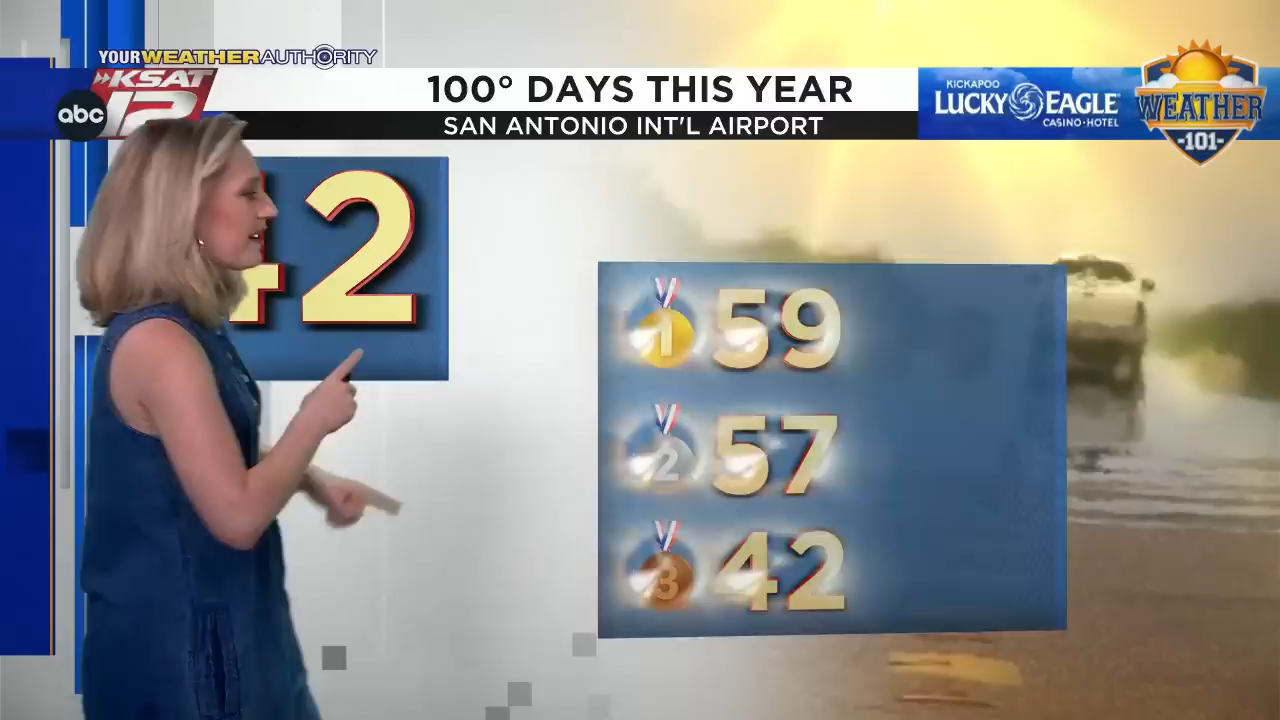 YOUR WEATHER AUTHORITY
KSAT
12
abc
100° DAYS THIS YEAR
SAN ANTONIO INT'L AIRPORT
KICKAPOO
LUCKY EAGLE
CASINO·HOTEL
WEATHER
-101-
42
1 59
2 57
3 42